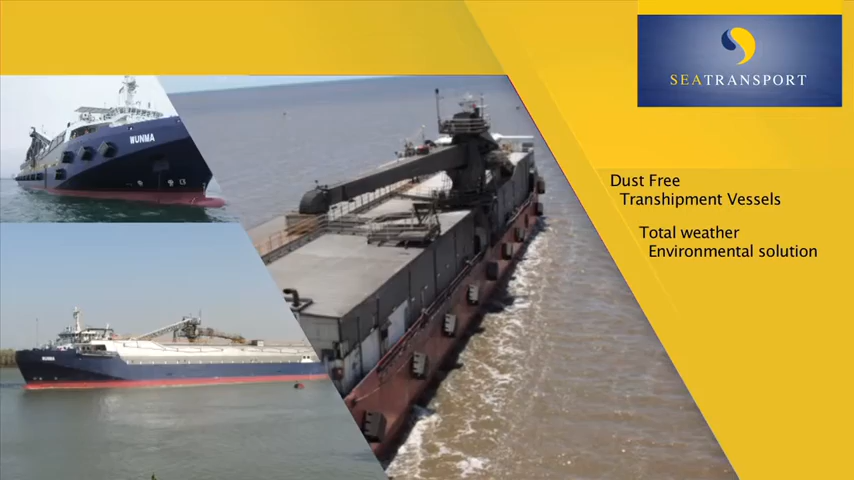 WUNMA
SEATRANSPORT
Dust Free
Transhipment Vessels
Total weather
Environmental solution
WUNMA